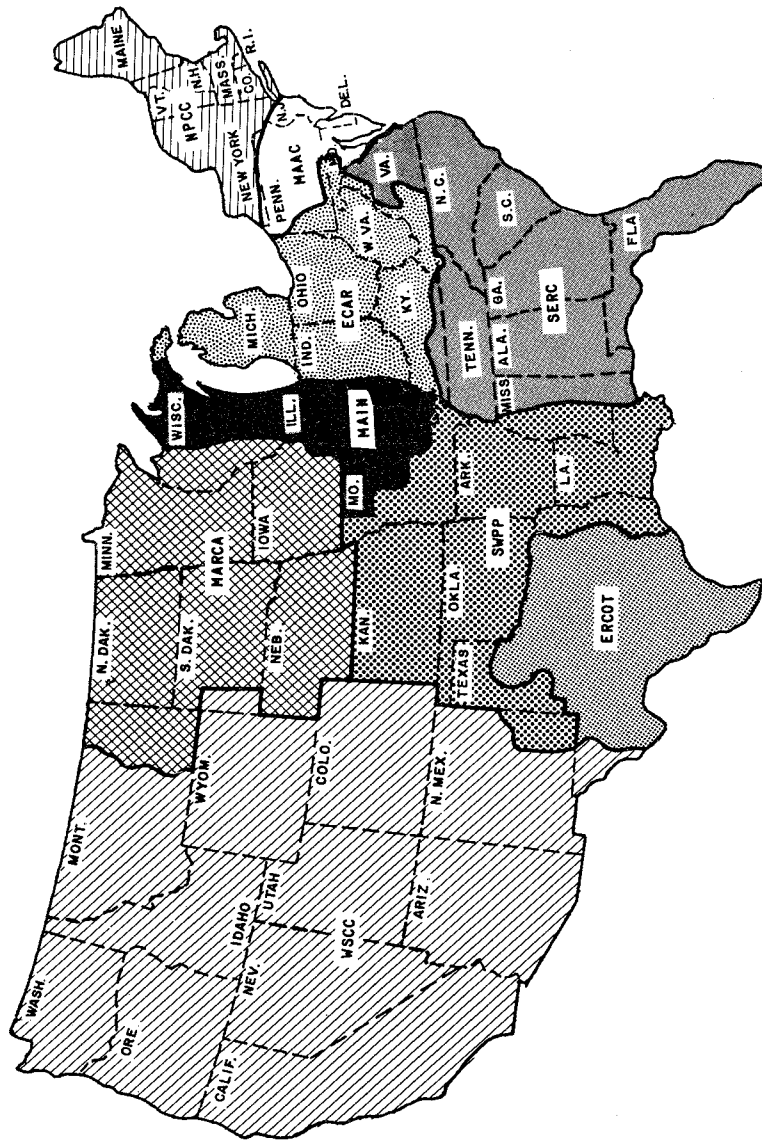 WASH.
MONT.
N. DAK.
MINN.
ORE.
IDAHO
WYOM.
S. DAK.
MARCA
WISC.
MICH.
NEB.
IOWA
CALIF.
NEV.
UTAH
COLO.
KAN.
MO.
ILL.
IND.
OHIO
ECAR
MAIN
KY.
W. VA.
VA.
PENN.
MAAC
N.J.
DEL.
NEW YORK
NPCC
VT.
N.H.
MAINE
MASS.
CO.
R.I.
WSCC
ARIZ.
N. MEX.
TEXAS
OKLA.
ARK.
SWPP
LA.
ERCOT
TENN.
MISS
ALA.
GA.
N. C.
S.C.
SERC
FLA